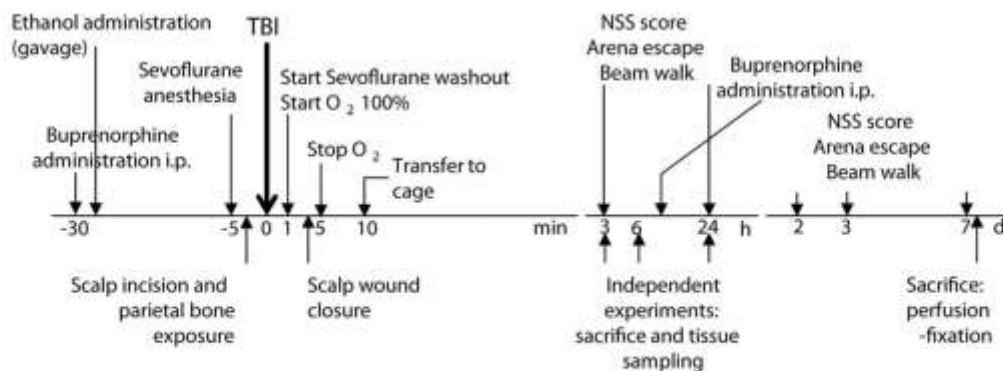 Ethanol administration
(gavage)
TBI
Sevoflurane
anesthesia
Start Sevoflurane washout
Start O 2 100%
Buprenorphine
administration i.p.
Stop O 2
Transfer to
cage
NSS score
Arena escape
Beam walk
Buprenorphine
administration i.p.
NSS score
Arena escape
Beam walk
-30 -5 0 1 5 10 min 3 6 24 h 2 3 7 d
Scalp incision and
parietal bone
exposure
Scalp wound
closure
Independent
experiments:
sacrifice and tissue
sampling
Sacrifice:
perfusion
-fixation